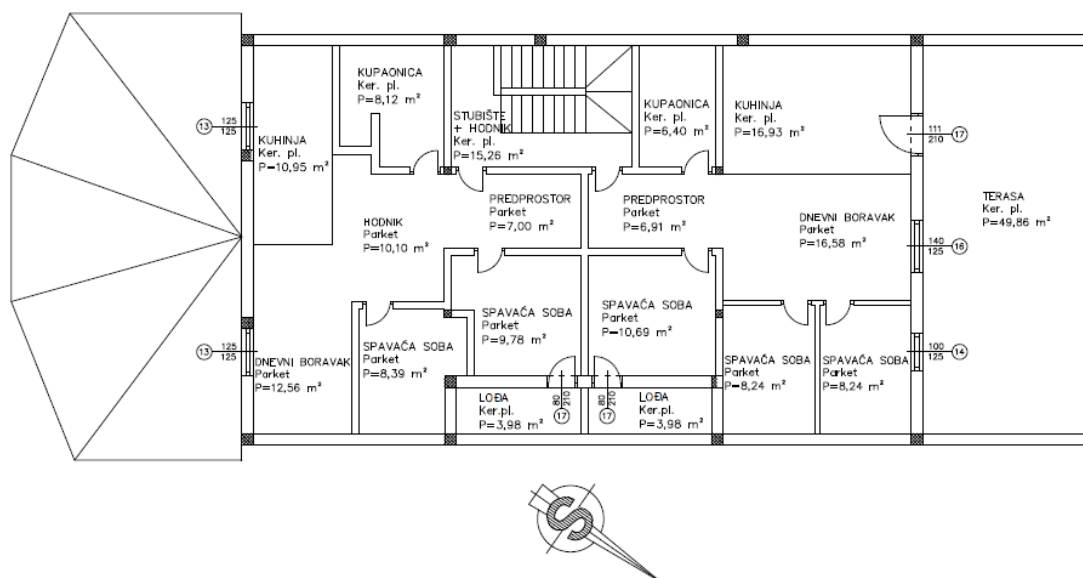 KUPAONICA
Ker. pl.
P=8,12 m²
STUBIŠTE
+ HODNIK
Ker. pl.
P=15,26 m²
KUPAONICA
Ker. pl.
P=6,40 m²
KUHINJA
Ker. pl.
P=16,93 m²
13
125
125
KUHINJA
Ker. pl.
P=10,95 m²
111
210
17
HODNIK
Parket
P=10,10 m²
PREDPROSTOR
Parket
P=7,00 m²
PREDPROSTOR
Parket
P=6,91 m²
DNEVNI BORAVAK
Parket
P=16,58 m²
TERASA
Ker. pl.
P=49,86 m²
140
125
16
SPAVAĆA SOBA
Parket
P=9,78 m²
SPAVAĆA SOBA
Parket
P=10,69 m²
13
125
125
DNEVNI BORAVAK
Parket
P=12,56 m²
SPAVAĆA SOBA
Parket
P=8,39 m²
SPAVAĆA SOBA
Parket
P=8,24 m²
SPAVAĆA SOBA
Parket
P=8,24 m²
100
125
14
LOĐA
Ker.pl.
P=3,98 m²
80
210
17
80
210
17
LOĐA
Ker.pl.
P=3,98 m²
S